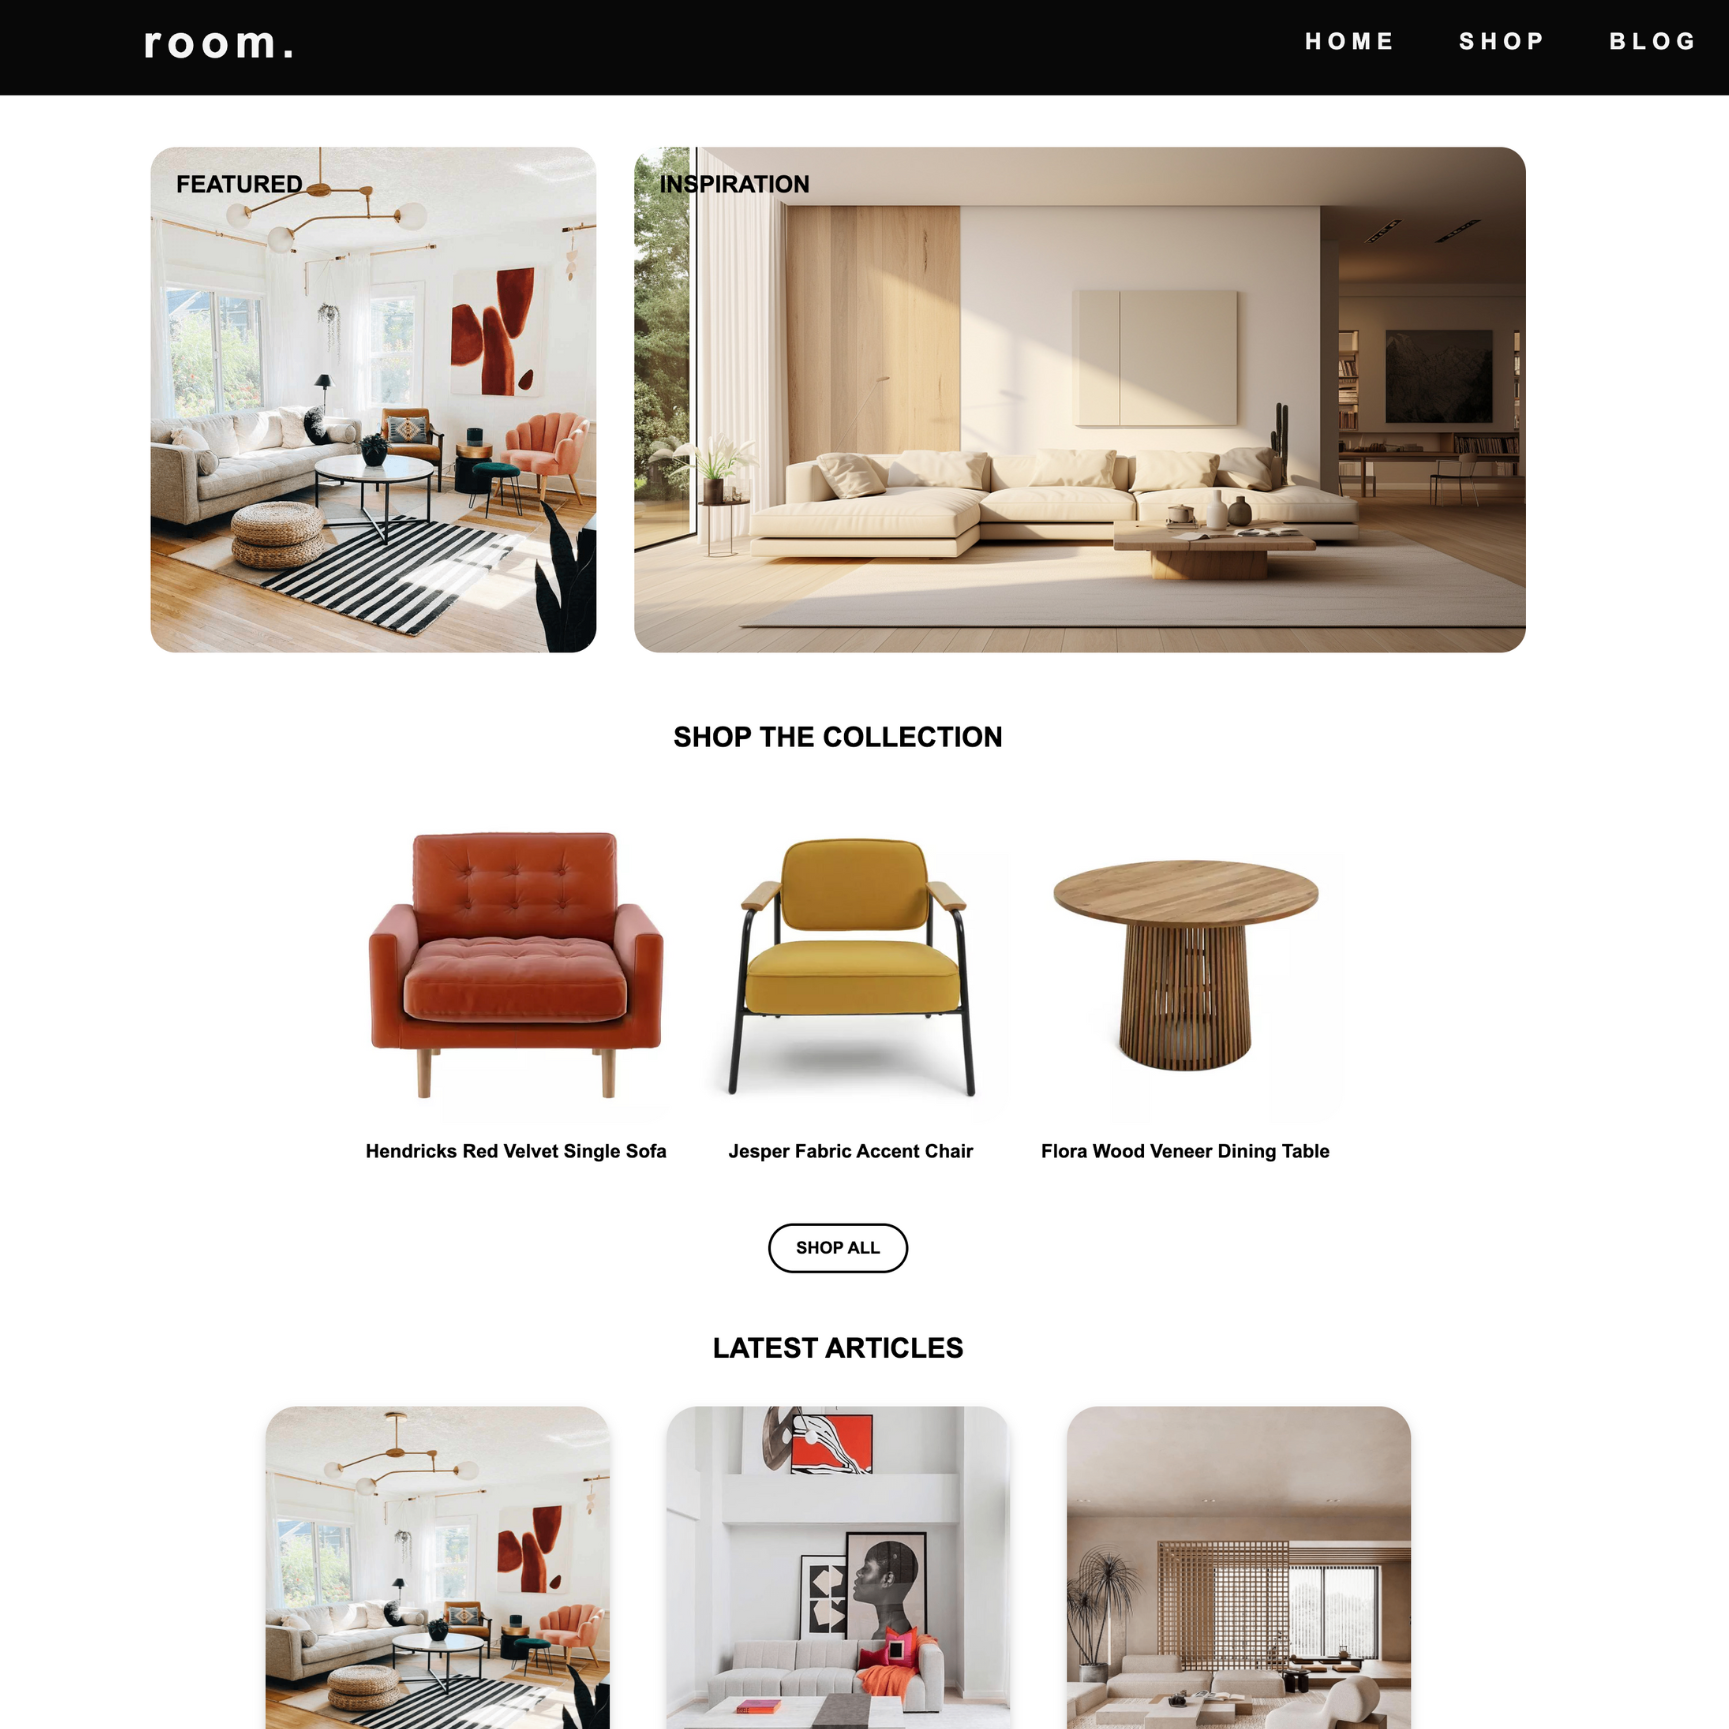 room.
HOME SHOP BLOG
FEATURED
INSPIRATION
SHOP THE COLLECTION
Hendricks Red Velvet Single Sofa
Jesper Fabric Accent Chair
Flora Wood Veneer Dining Table
SHOP ALL
LATEST ARTICLES